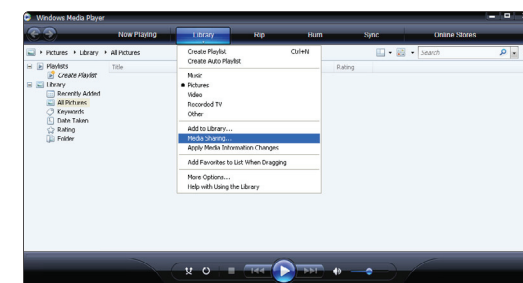 Windows Media Player
Now Playing Library Rip Burn Sync Online Stores
Pictures Library All Pictures
Search
Title Rating
Playlists
Create Playlist
Library
Recently Added
All Pictures
Keywords
Date Taken
Rating
Folder
Create Playlist Ctrl+N
Create Auto Playlist
Music
Pictures
Video
Recorded TV
Other
Add to Library...
Media Sharing...
Apply Media Information Changes
Add Favorites to List When Dragging
More Options...
Help with Using the Library